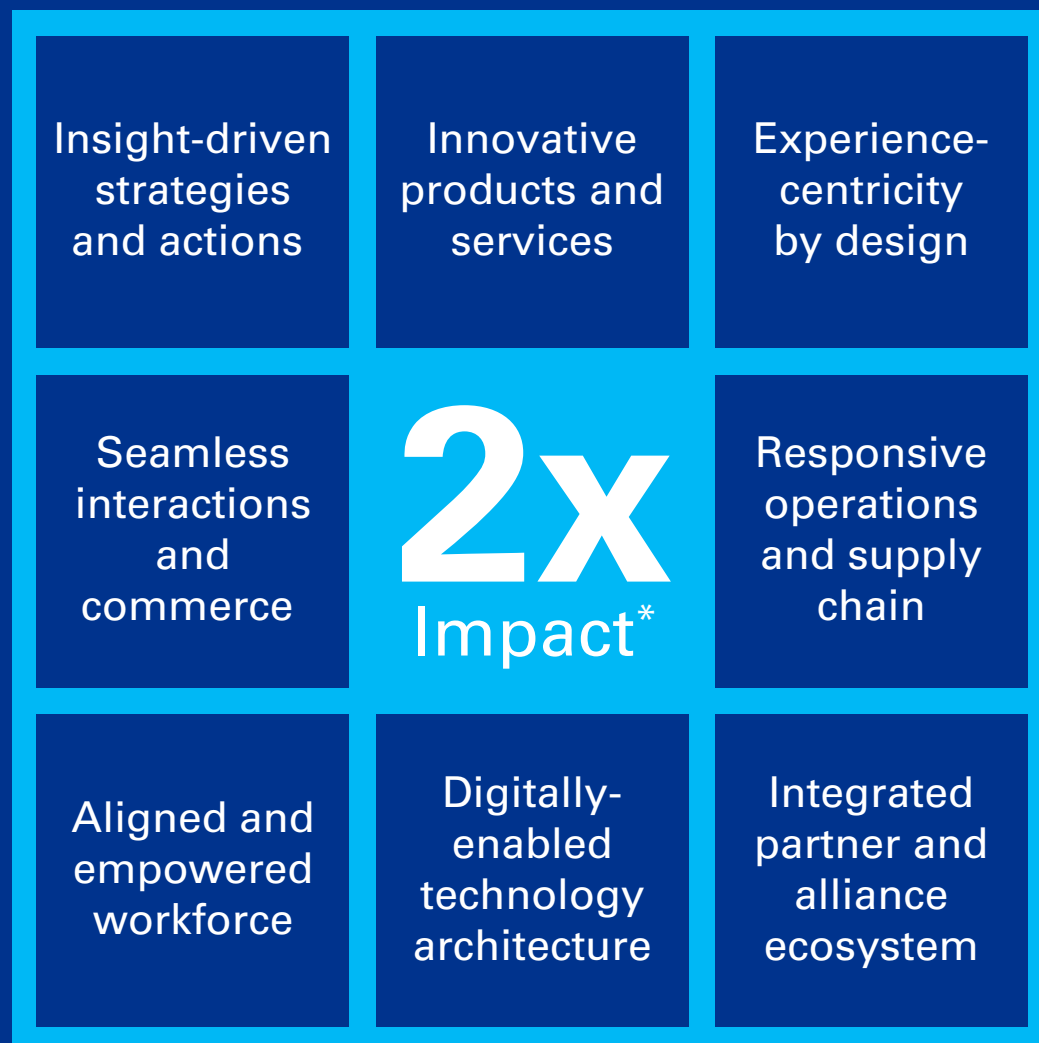 Insight-driven
strategies
and actions
Innovative
products and
services
Experience-
centricity
by design
Seamless
interactions
and
commerce
2x
Impact*
Responsive
operations
and supply
chain
Aligned and
empowered
workforce
Digitally-
enabled
technology
architecture
Integrated
partner and
alliance
ecosystem